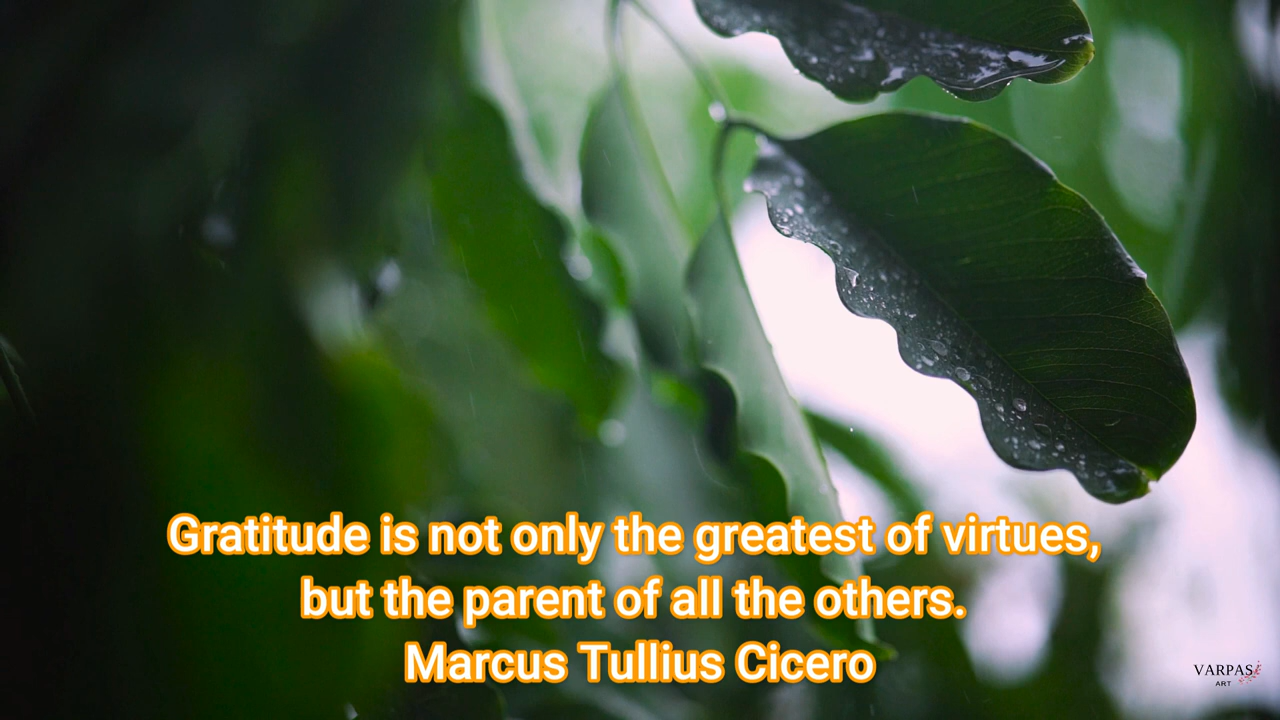 Gratitude is not only the greatest of virtues,
but the parent of all the others.
Marcus Tullius Cicero
VARPAS
ART